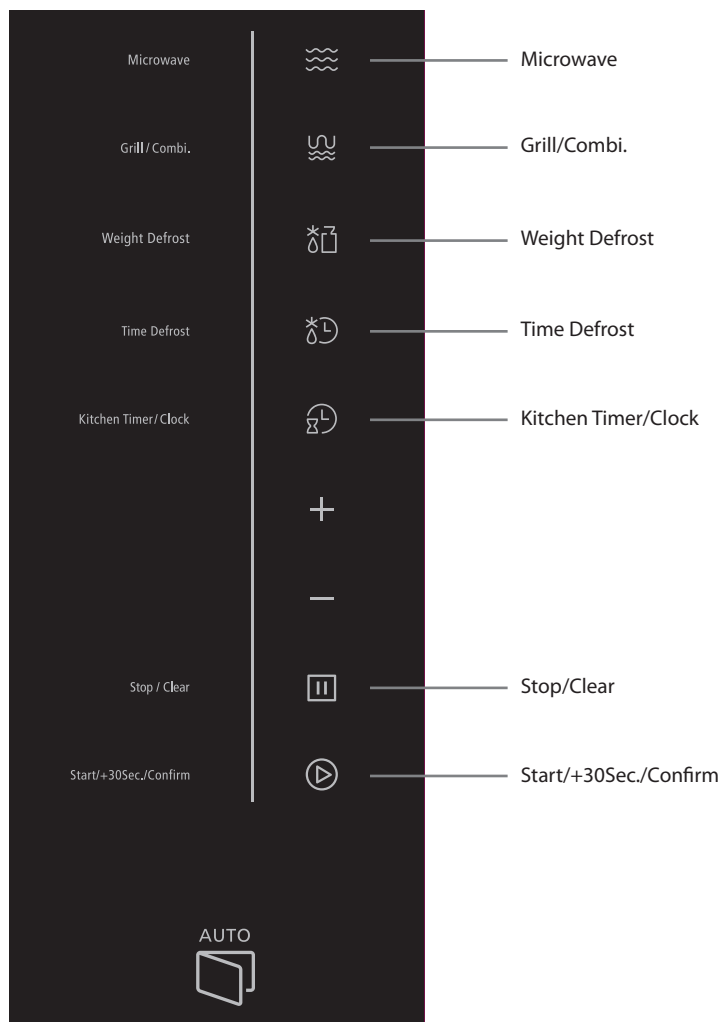 Microwave Microwave
Grill/Combi. Grill/Combi.
Weight Defrost Weight Defrost
Time Defrost Time Defrost
Kitchen Timer/Clock Kitchen Timer/Clock
+
−
Stop / Clear Stop/Clear
Start/+30Sec./Confirm Start/+30Sec./Confirm
AUTO